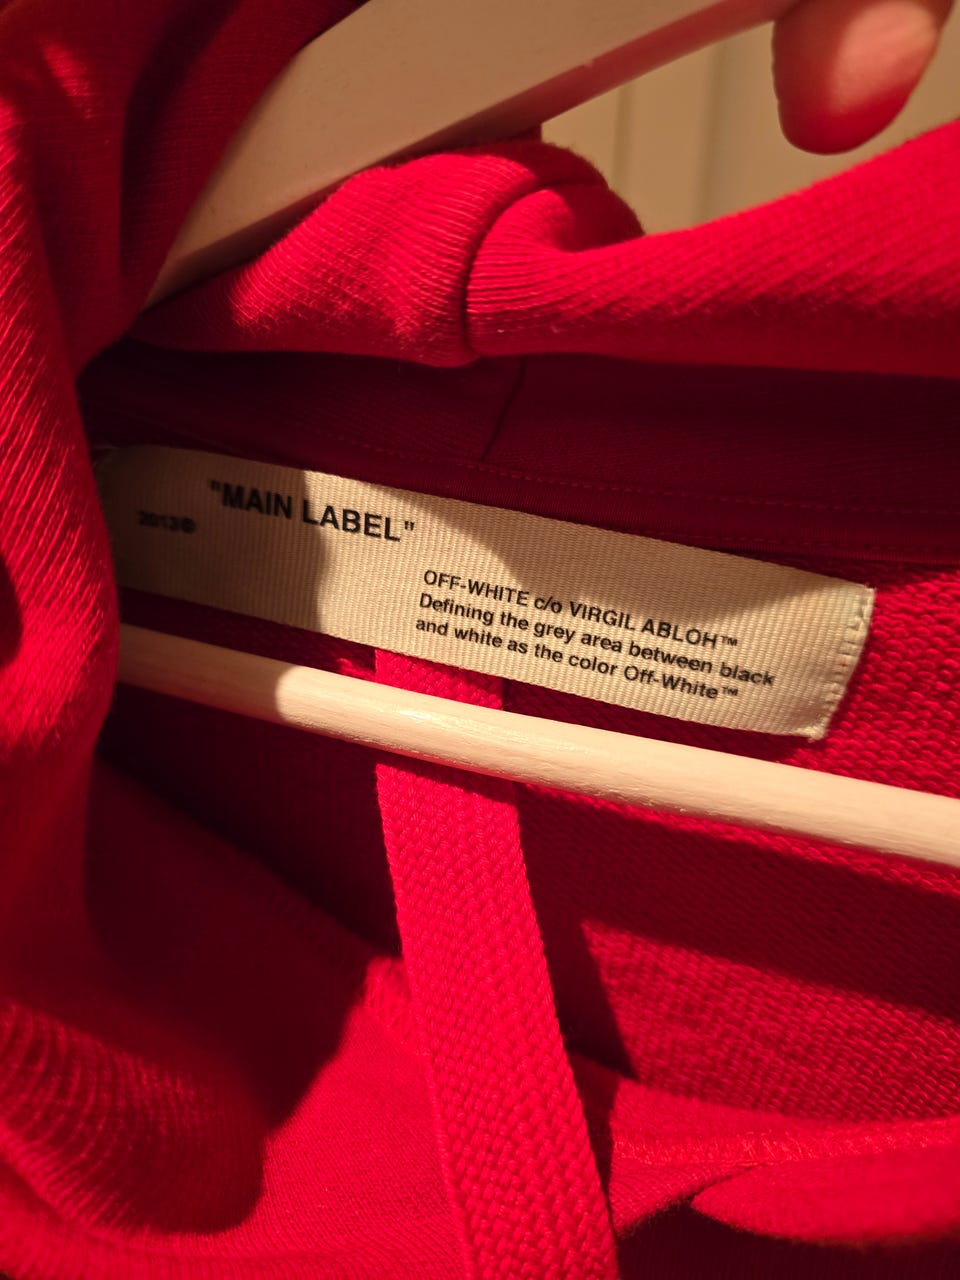 "MAIN LABEL"
2013®
OFF-WHITE c/o VIRGIL ABLOH™
Defining the grey area between black
and white as the color Off-White™